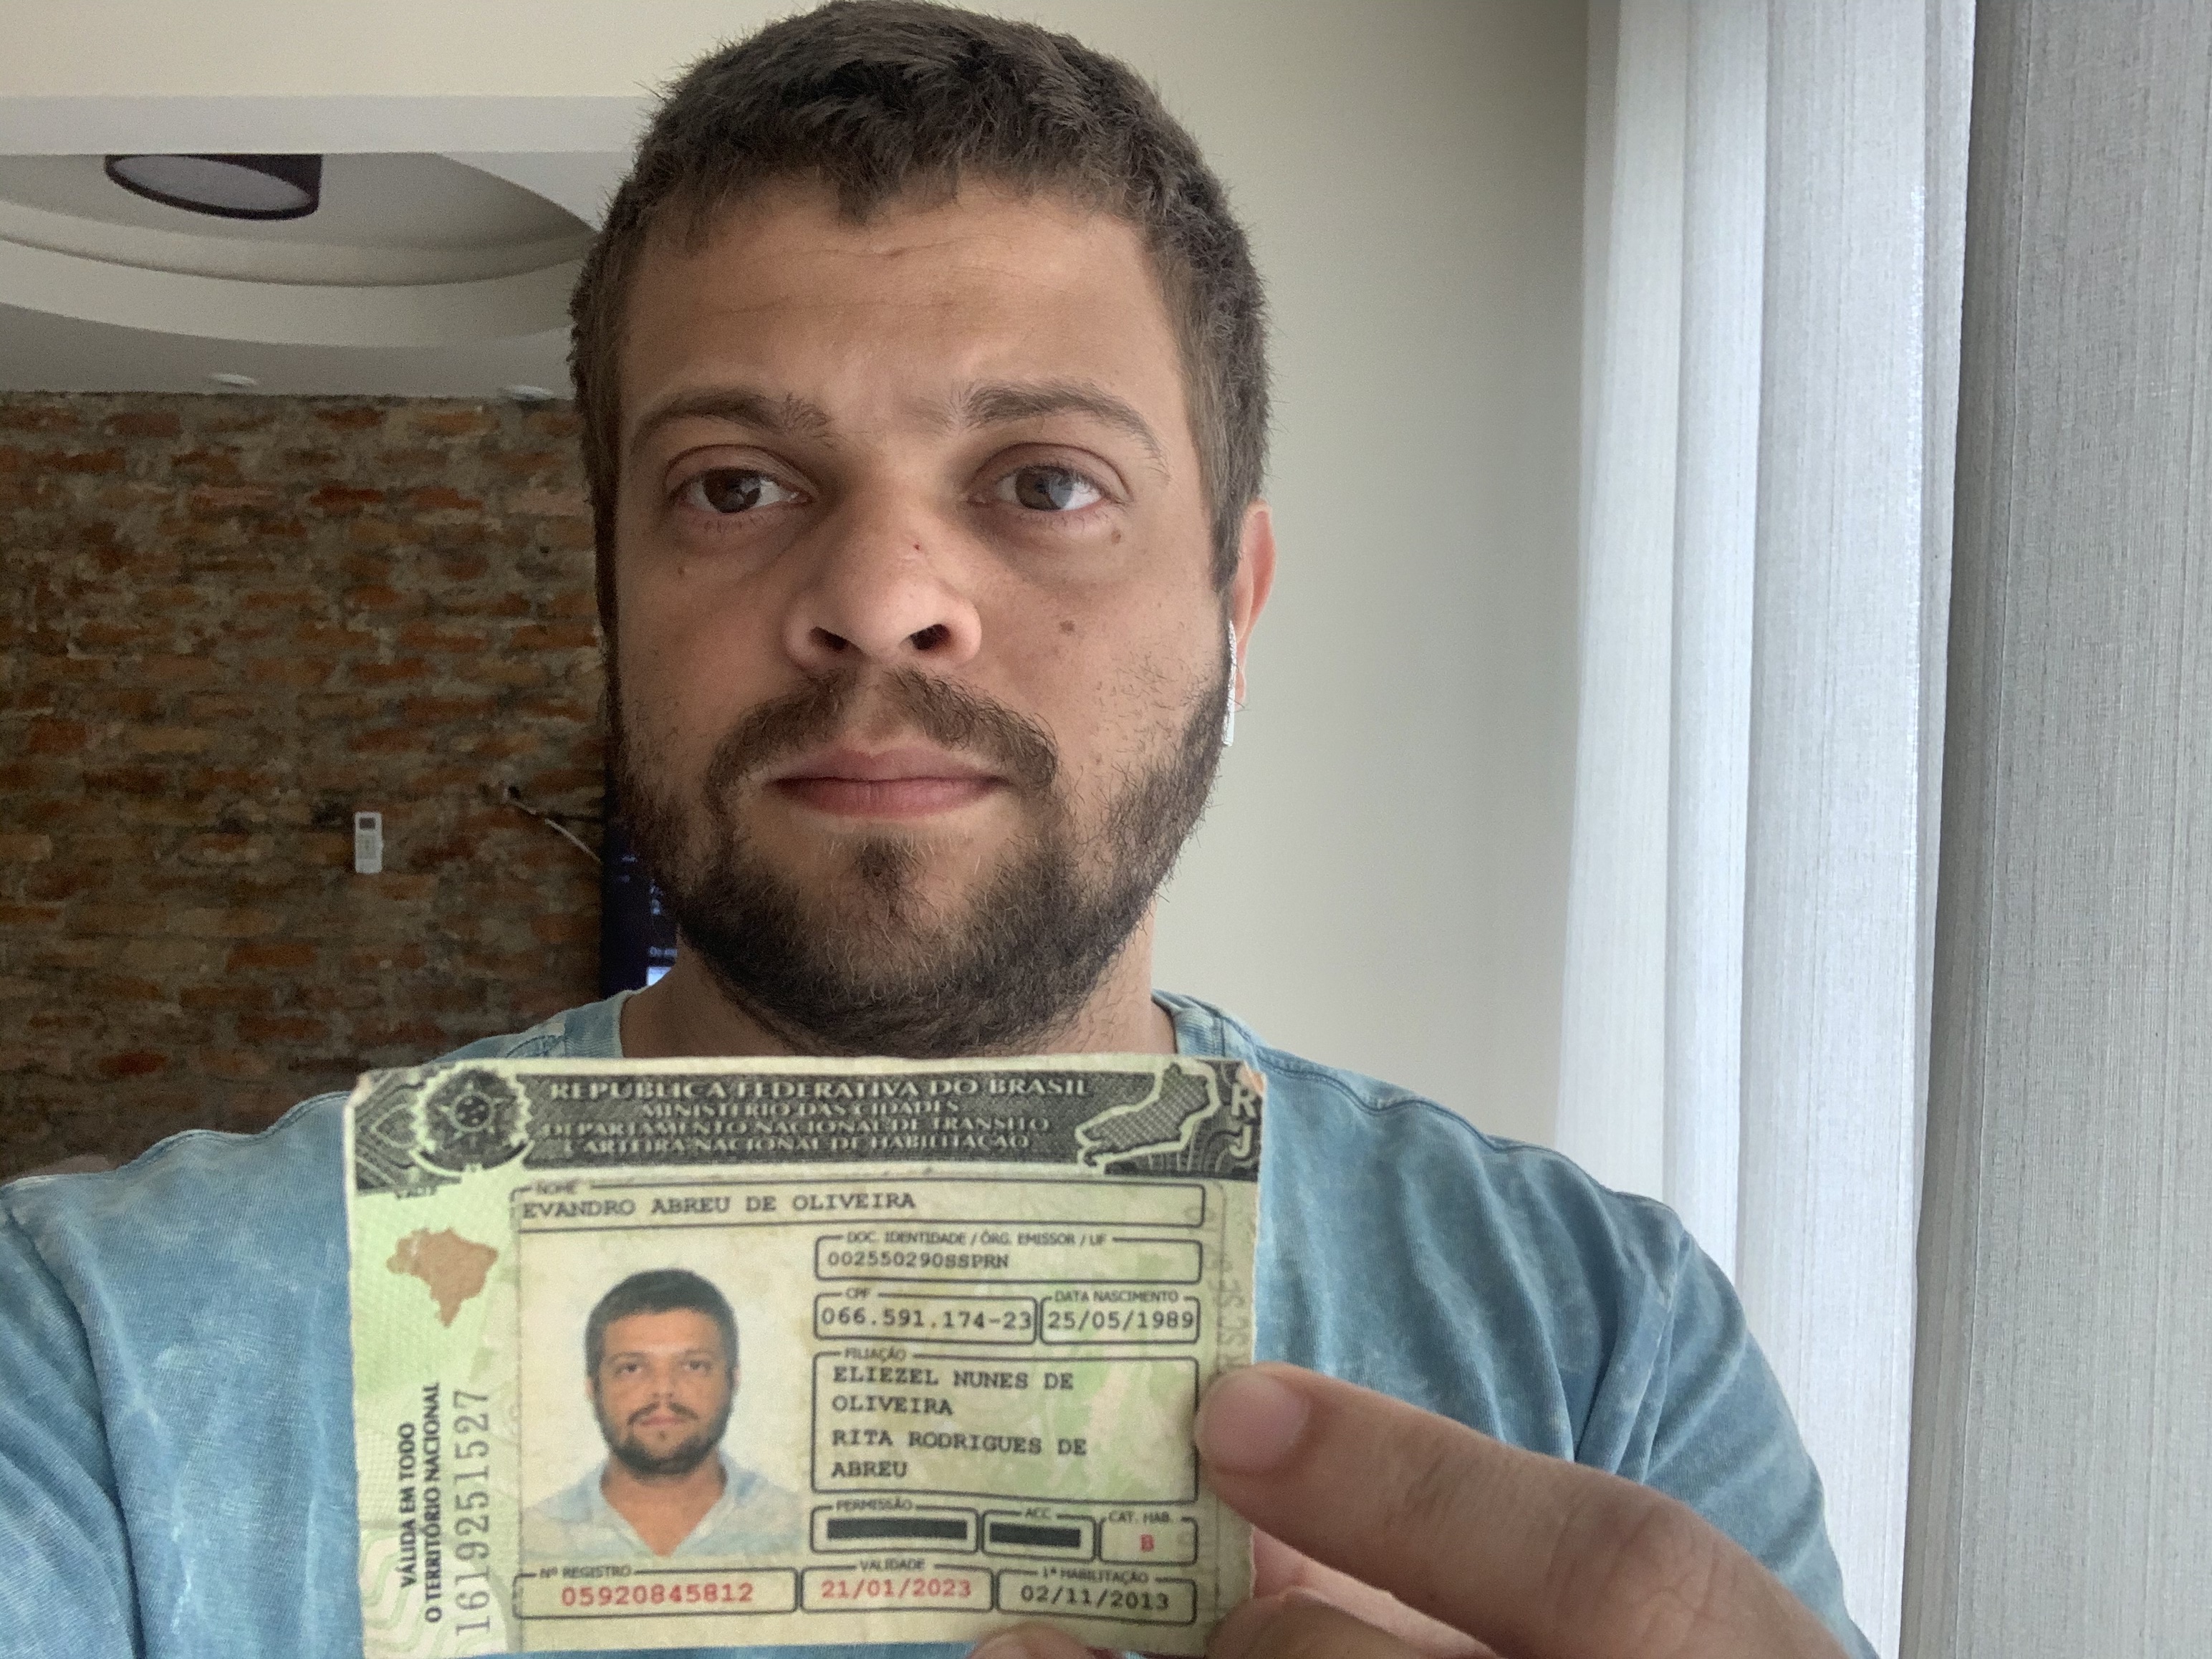 REPÚBLICA FEDERATIVA DO BRASIL
MINISTÉRIO DAS CIDADES
DEPARTAMENTO NACIONAL DE TRÂNSITO
CARTEIRA NACIONAL DE HABILITAÇÃO
RJ
NOME
EVANDRO ABREU DE OLIVEIRA
DOC. IDENTIDADE / ÓRG. EMISSOR / UF
002550290SSPRN
CPF
066.591.174-23
DATA NASCIMENTO
25/05/1989
FILIAÇÃO
ELIEZEL NUNES DE
OLIVEIRA
RITA RODRIGUES DE
ABREU
PERMISSÃO
ACC
CAT. HAB.
B
Nº REGISTRO
05920845812
VALIDADE
21/01/2023
1ª HABILITAÇÃO
02/11/2013
VÁLIDA EM TODO
O TERRITÓRIO NACIONAL
1619251527